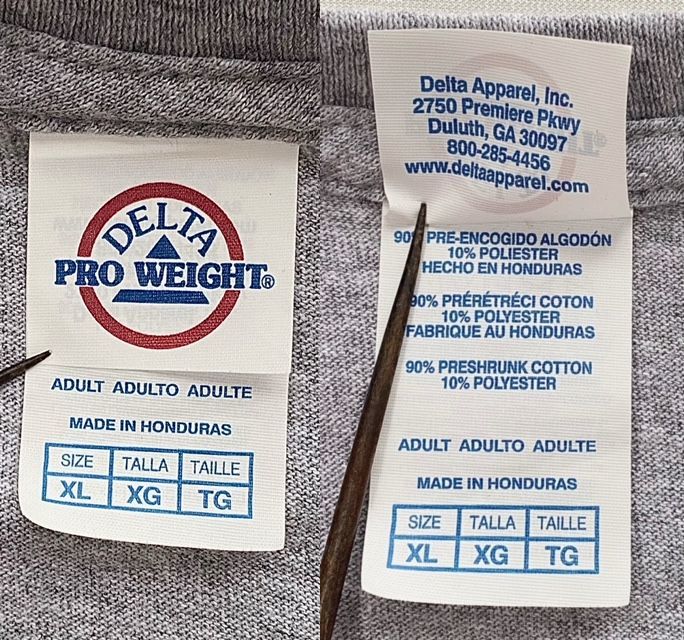 DELTA
PRO WEIGHT®
ADULT ADULTO ADULTE
MADE IN HONDURAS
SIZE TALLA TAILLE
XL XG TG
Delta Apparel, Inc.
2750 Premiere Pkwy
Duluth, GA 30097
800-285-4456
www.deltaapparel.com
PRE-ENCOGIDO ALGODÓN
10% POLIESTER
HECHO EN HONDURAS
90% PRÉRÉTRÉCI COTON
10% POLYESTER
FABRIQUE AU HONDURAS
90% PRESHRUNK COTTON
10% POLYESTER
ADULT ADULTO ADULTE
MADE IN HONDURAS
SIZE TALLA TAILLE
XL XG TG